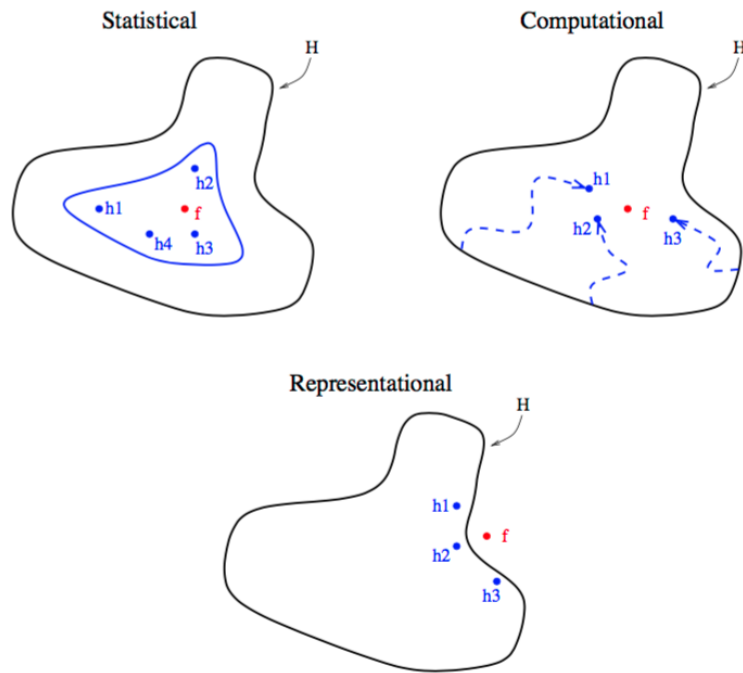 Statistical
H
h2
h1
f
h4
h3
Computational
H
h1
f
h2
h3
Representational
H
h1
f
h2
h3